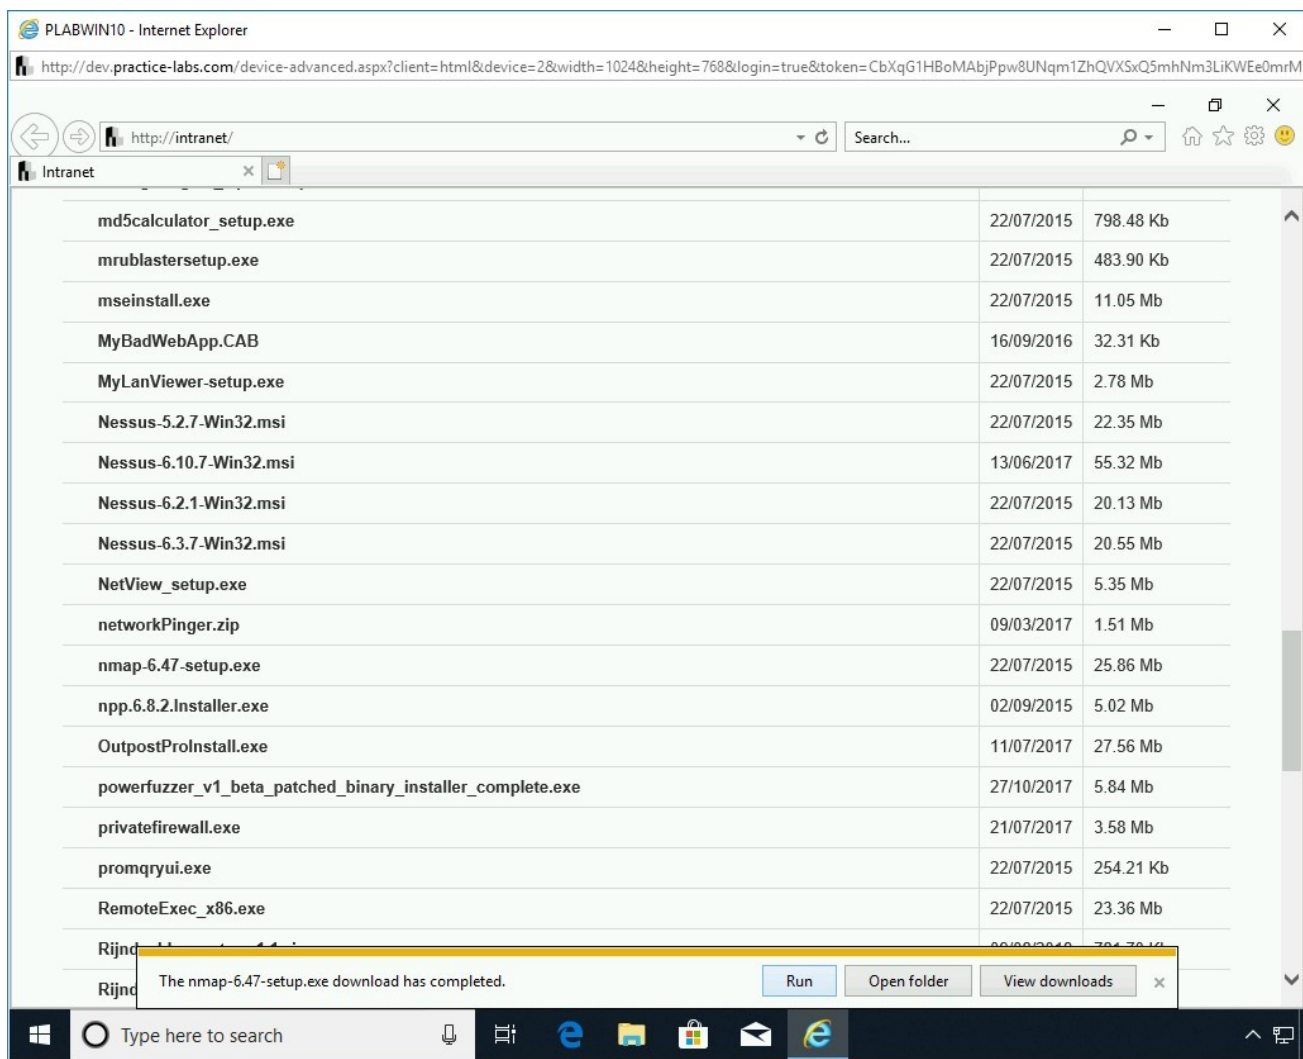 PLABWIN10 - Internet Explorer
http://dev.practice-labs.com/device-advanced.aspx?client=html&device=2&width=1024&height=768&login=true&token=CbXqG1HBoMAbjPpw8UNqm1ZhQVXSxQ5mhNm3LiKWEe0mrM
http://intranet/ Search...
Intranet
md5calculator_setup.exe 22/07/2015 798.48 Kb
mrublastersetup.exe 22/07/2015 483.90 Kb
mseinstall.exe 22/07/2015 11.05 Mb
MyBadWebApp.CAB 16/09/2016 32.31 Kb
MyLanViewer-setup.exe 22/07/2015 2.78 Mb
Nessus-5.2.7-Win32.msi 22/07/2015 22.35 Mb
Nessus-6.10.7-Win32.msi 13/06/2017 55.32 Mb
Nessus-6.2.1-Win32.msi 22/07/2015 20.13 Mb
Nessus-6.3.7-Win32.msi 22/07/2015 20.55 Mb
NetView_setup.exe 22/07/2015 5.35 Mb
networkPinger.zip 09/03/2017 1.51 Mb
nmap-6.47-setup.exe 22/07/2015 25.86 Mb
npp.6.8.2.Installer.exe 02/09/2015 5.02 Mb
OutpostProInstall.exe 11/07/2017 27.56 Mb
powerfuzzer_v1_beta_patched_binary_installer_complete.exe 27/10/2017 5.84 Mb
privatefirewall.exe 21/07/2017 3.58 Mb
promqryui.exe 22/07/2015 254.21 Kb
RemoteExec_x86.exe 22/07/2015 23.36 Mb
Rijnd
The nmap-6.47-setup.exe download has completed. Run Open folder View downloads
Rijnd
Type here to search